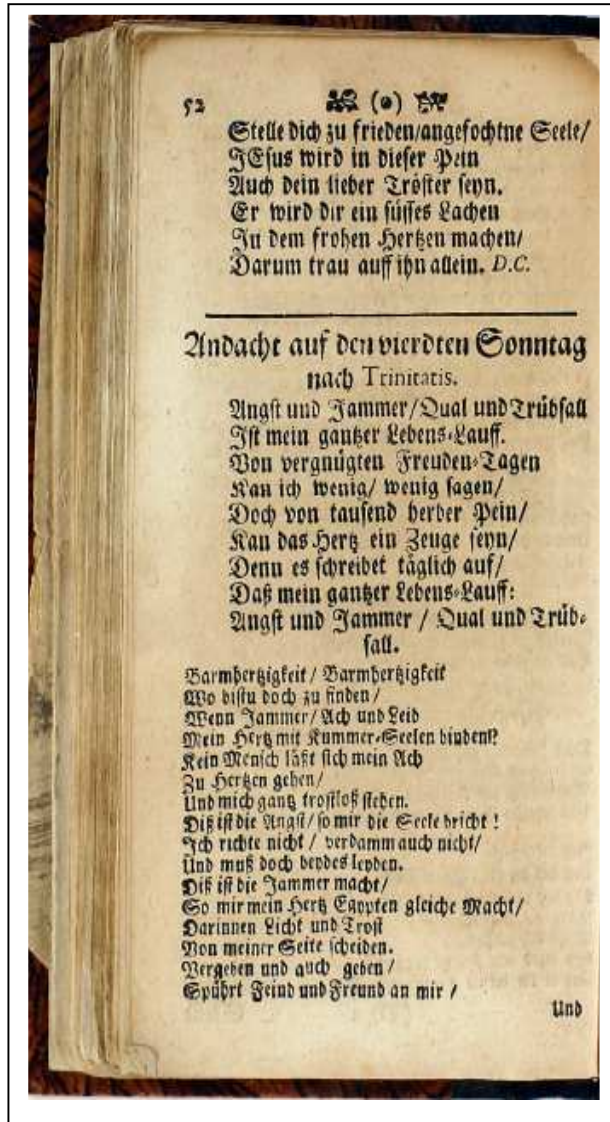 52 (o)
Stelle dich zu frieden/angefochtne Seele/
JEsus wird in dieser Pein
Auch dein lieber Tröster seyn.
Er wird dir ein süsses Lachen
In dem frohen Hertzen machen/
Darum trau auff ihn allein. D.C.
Andacht auf den vierdten Sonntag
nach Trinitatis.
Angst und Jammer/Qual und Trübsall
Ist mein gantzer Lebens-Lauff.
Von vergnügten Freuden-Tagen
Kan ich wenig/ wenig sagen/
Doch von tausend herber Pein/
Kan das Hertz ein Zeuge seyn/
Denn es schreibet täglich auf/
Daß mein gantzer Lebens-Lauff:
Angst und Jammer / Qual und Trüb-
sall.
Barmhertzigkeit/ Barmhertzigkeit
Wo bistu doch zu finden/
Wenn Jammer/ Ach und Leid
Mein Hertz mit Kummer-Seelen binden!?
Kein Mensch läßt sich mein Ach
Zu Hertzen gehen/
Und mich gantz trostloß stehen.
Diß ist die Angst/ so mir die Seele bricht!
Ich richte nicht / verdamm auch nicht/
Und muß doch beydes leyden.
Diß ist die Jammer macht/
So mir mein Hertz Egypten gleiche Macht/
Darinnen Licht und Trost
Von meiner Seite scheiden.
Vergeben und auch geben/
Spührt Feind und Freund an mir /
Und